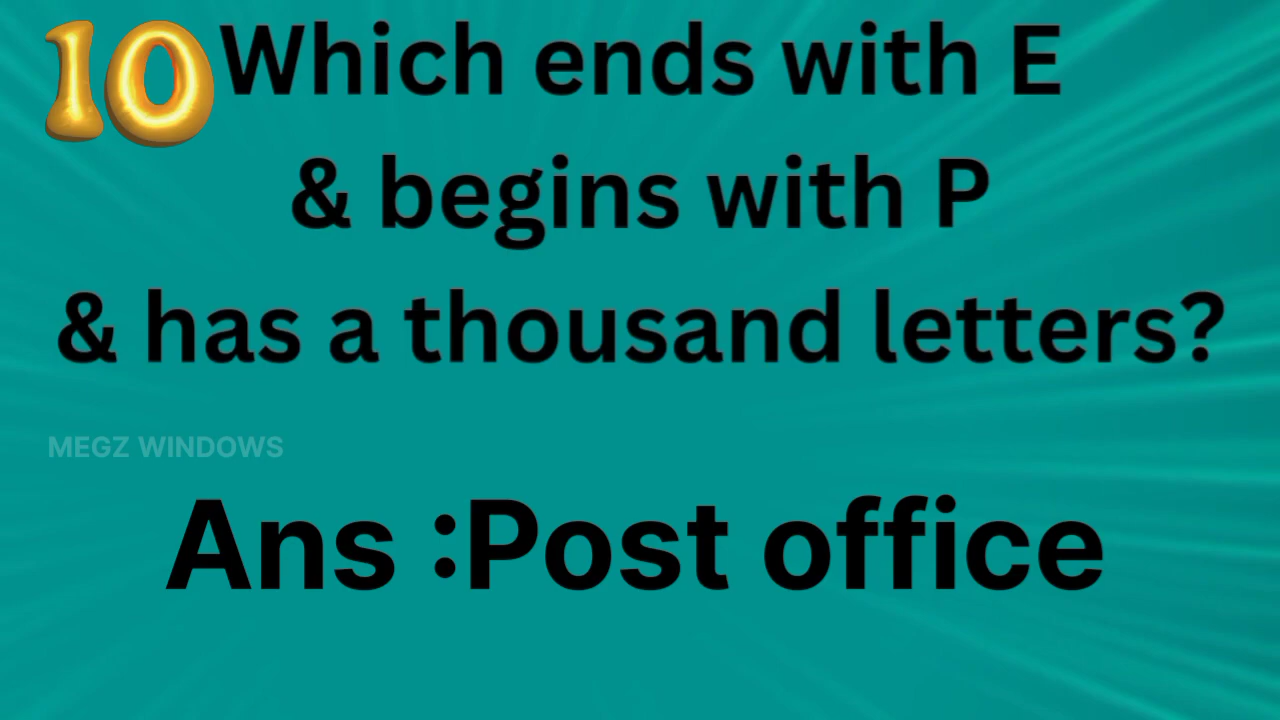 10 Which ends with E
& begins with P
& has a thousand letters?
MEGZ WINDOWS
Ans :Post office